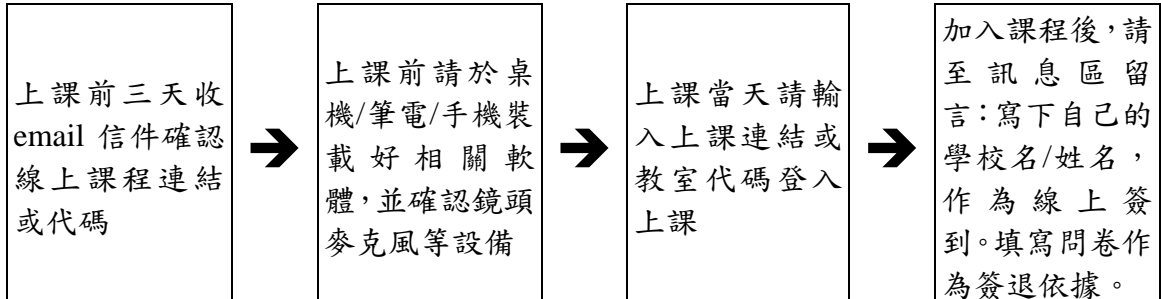 上課前三天收
email 信件確認
線上課程連結
或代碼
上課前請於桌
機/筆電/手機裝
載好相關軟
體，並確認鏡頭
麥克風等設備
上課當天請輸
入上課連結或
教室代碼登入
上課
加入課程後，請
至訊息區留
言：寫下自己的
學校名/姓名，
作為線上簽
到。填寫問卷作
為簽退依據。